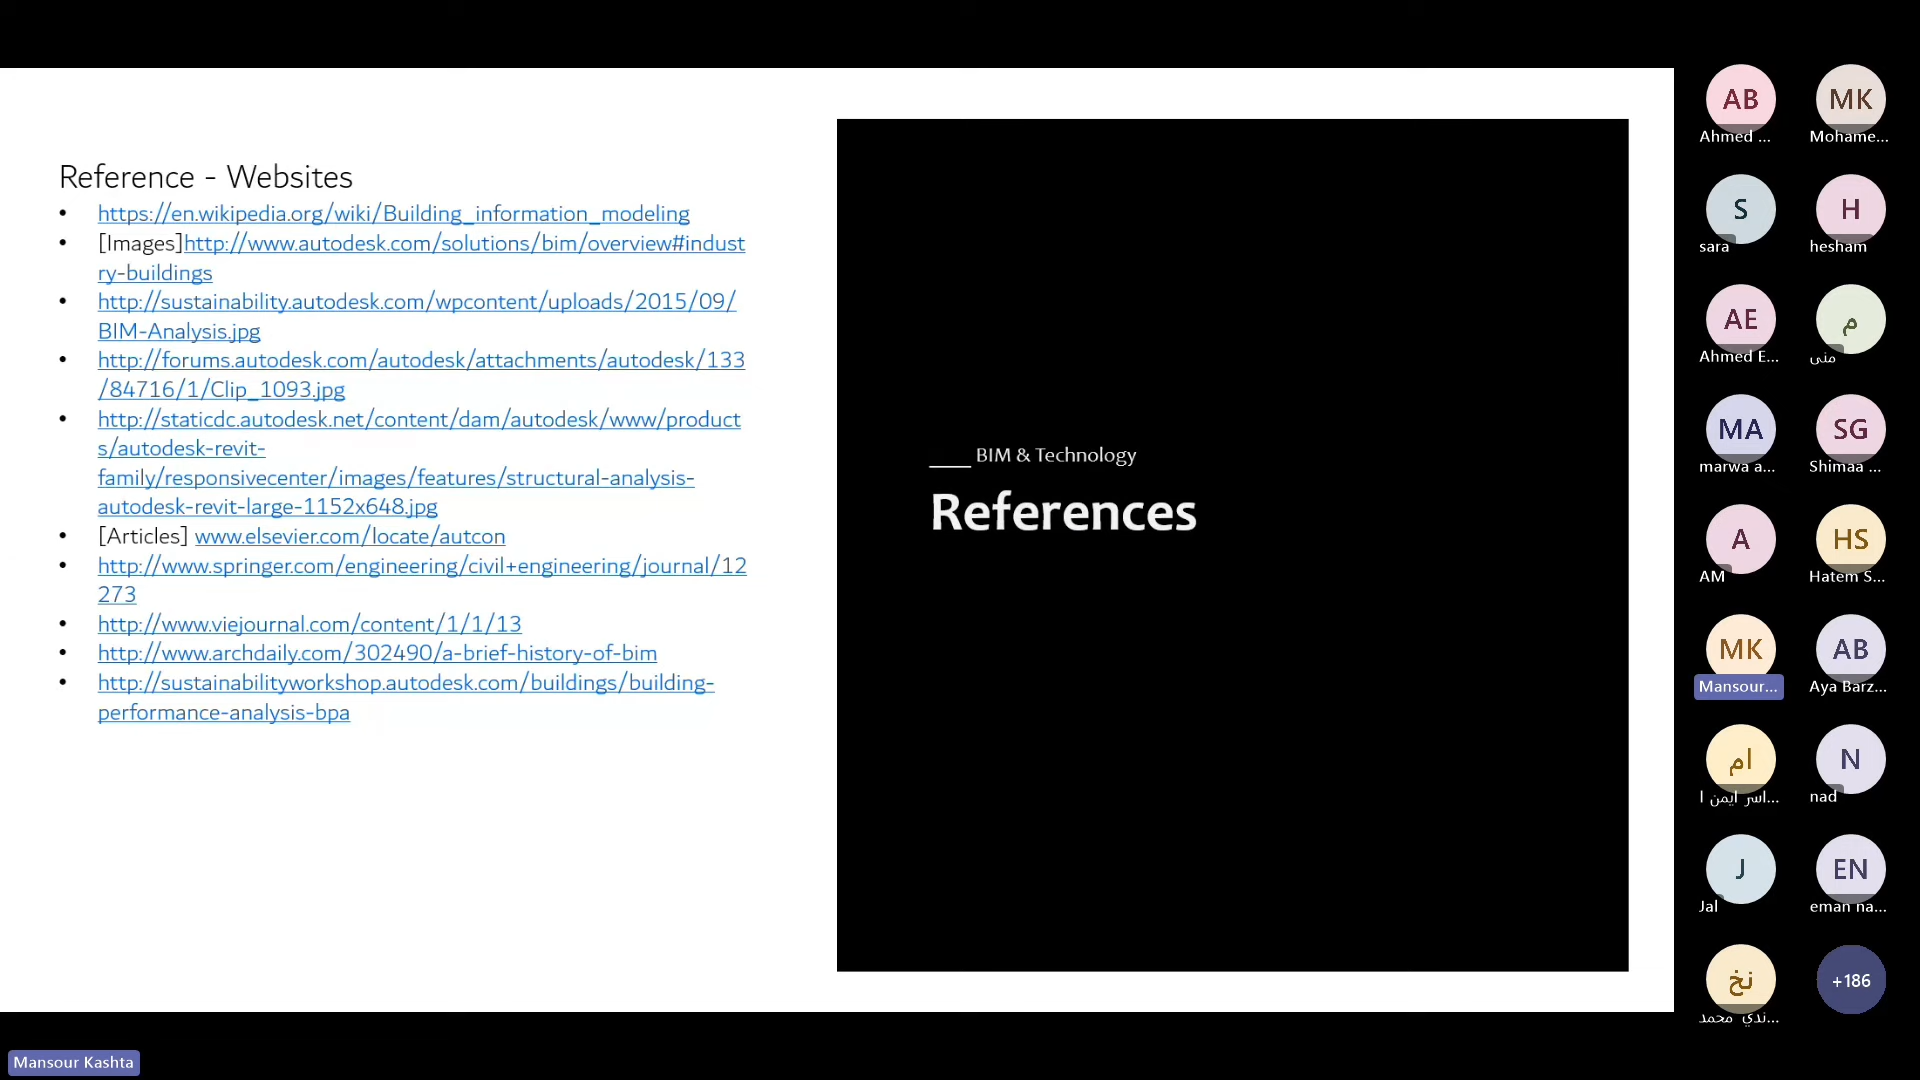 Reference - Websites
• https://en.wikipedia.org/wiki/Building_information_modeling
• [Images]http://www.autodesk.com/solutions/bim/overview#indust
ry-buildings
• http://sustainability.autodesk.com/wpcontent/uploads/2015/09/
BIM-Analysis.jpg
• http://forums.autodesk.com/autodesk/attachments/autodesk/133
/84716/1/Clip_1093.jpg
• http://staticdc.autodesk.net/content/dam/autodesk/www/product
s/autodesk-revit-
family/responsivecenter/images/features/structural-analysis-
autodesk-revit-large-1152x648.jpg
• [Articles] www.elsevier.com/locate/autcon
• http://www.springer.com/engineering/civil+engineering/journal/12
273
• http://www.viejournal.com/content/1/1/13
• http://www.archdaily.com/302490/a-brief-history-of-bim
• http://sustainabilityworkshop.autodesk.com/buildings/building-
performance-analysis-bpa
___ BIM & Technology
References
AB MK
Ahmed ... Mohame...
S H
sara hesham
AE م
Ahmed E... منى
MA SG
marwa a... Shimaa ...
A HS
AM Hatem S...
MK AB
Mansour... Aya Barz...
ام N
اسر ايمن ا... nad
J EN
Jal eman na...
نخ +186
ندي محمد...
Mansour Kashta